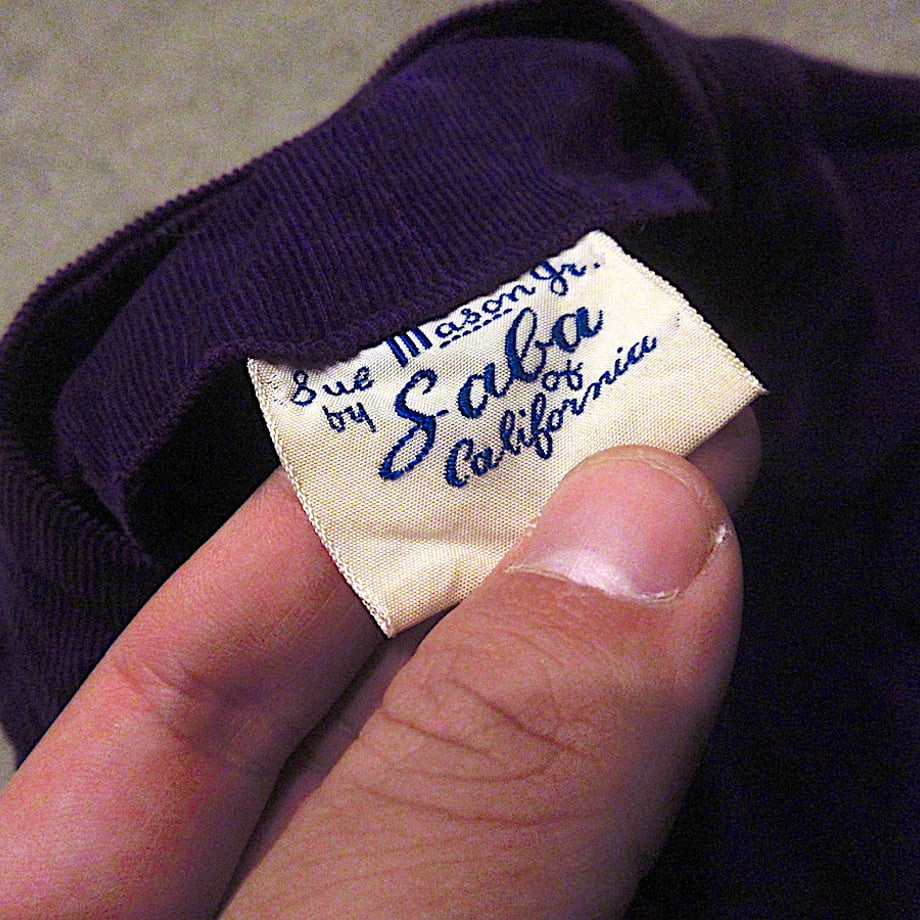 Sue Mason Jr.
by Saba
of
California